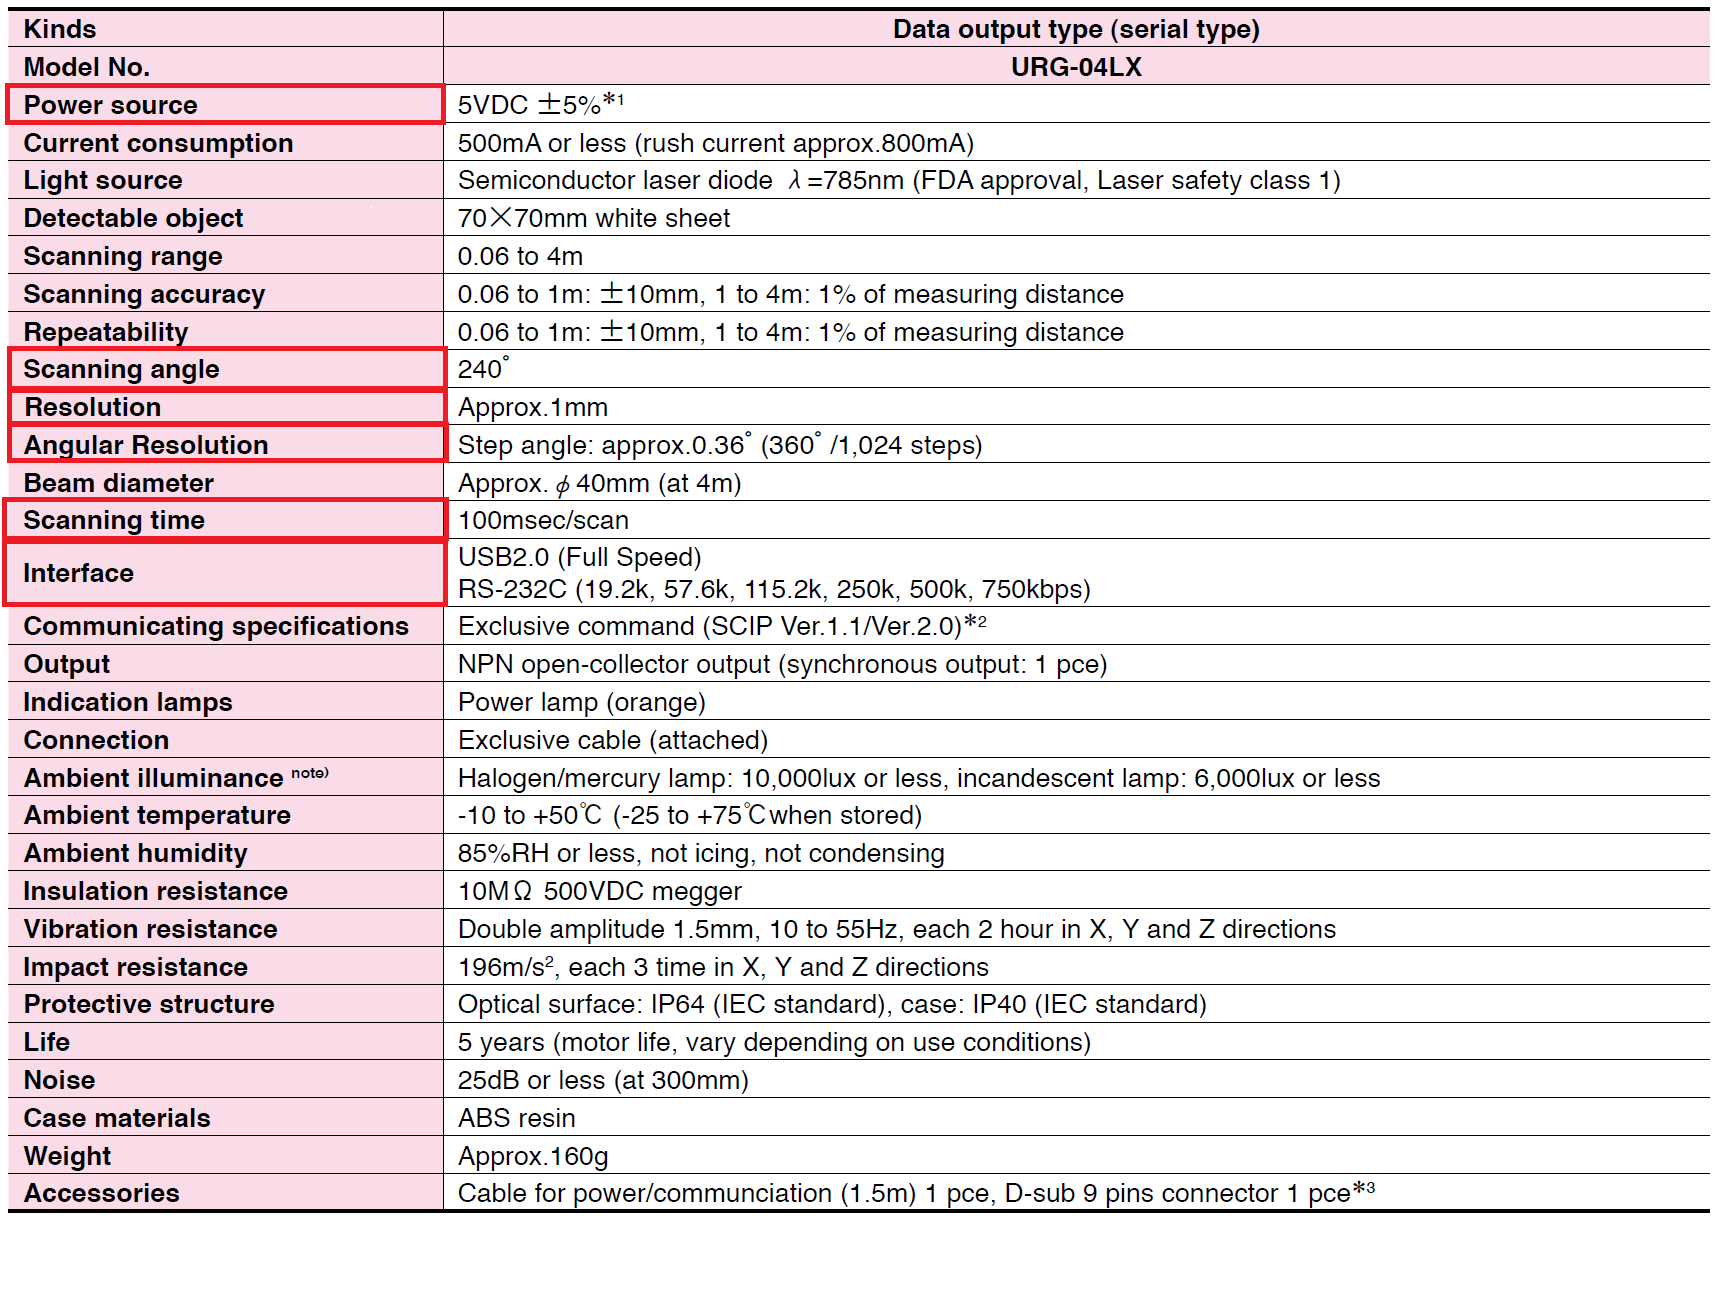 Kinds Data output type (serial type)
Model No. URG-04LX
Power source 5VDC ±5%*1
Current consumption 500mA or less (rush current approx.800mA)
Light source Semiconductor laser diode λ=785nm (FDA approval, Laser safety class 1)
Detectable object 70×70mm white sheet
Scanning range 0.06 to 4m
Scanning accuracy 0.06 to 1m: ±10mm, 1 to 4m: 1% of measuring distance
Repeatability 0.06 to 1m: ±10mm, 1 to 4m: 1% of measuring distance
Scanning angle 240˚
Resolution Approx.1mm
Angular Resolution Step angle: approx.0.36˚ (360˚ /1,024 steps)
Beam diameter Approx. ϕ 40mm (at 4m)
Scanning time 100msec/scan
Interface USB2.0 (Full Speed)
RS-232C (19.2k, 57.6k, 115.2k, 250k, 500k, 750kbps)
Communicating specifications Exclusive command (SCIP Ver.1.1/Ver.2.0)*2
Output NPN open-collector output (synchronous output: 1 pce)
Indication lamps Power lamp (orange)
Connection Exclusive cable (attached)
Ambient illuminance note) Halogen/mercury lamp: 10,000lux or less, incandescent lamp: 6,000lux or less
Ambient temperature -10 to +50℃ (-25 to +75℃when stored)
Ambient humidity 85%RH or less, not icing, not condensing
Insulation resistance 10MΩ 500VDC megger
Vibration resistance Double amplitude 1.5mm, 10 to 55Hz, each 2 hour in X, Y and Z directions
Impact resistance 196m/s², each 3 time in X, Y and Z directions
Protective structure Optical surface: IP64 (IEC standard), case: IP40 (IEC standard)
Life 5 years (motor life, vary depending on use conditions)
Noise 25dB or less (at 300mm)
Case materials ABS resin
Weight Approx.160g
Accessories Cable for power/communciation (1.5m) 1 pce, D-sub 9 pins connector 1 pce*3